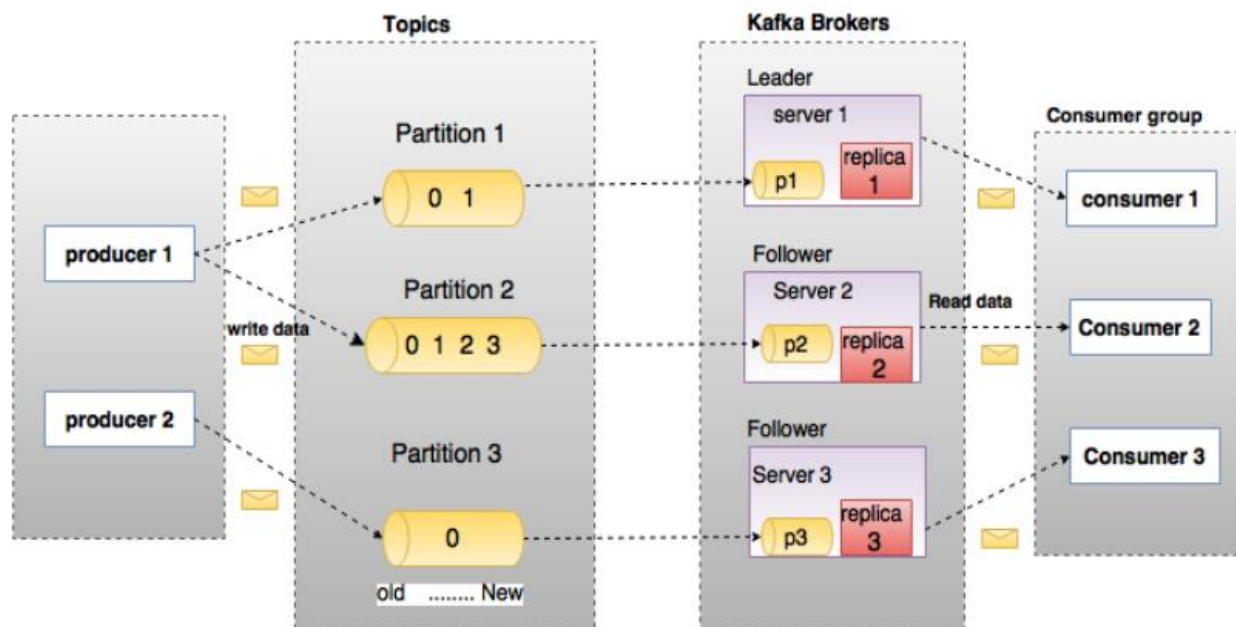 Topics
Kafka Brokers
Leader
server 1
Consumer group
Partition 1
replica
1
p1
0 1
consumer 1
producer 1
Follower
Server 2
Partition 2
Read data
write data
0 1 2 3
p2
replica
2
Consumer 2
producer 2
Follower
Partition 3
Server 3
Consumer 3
replica
3
0
p3
old ........ New